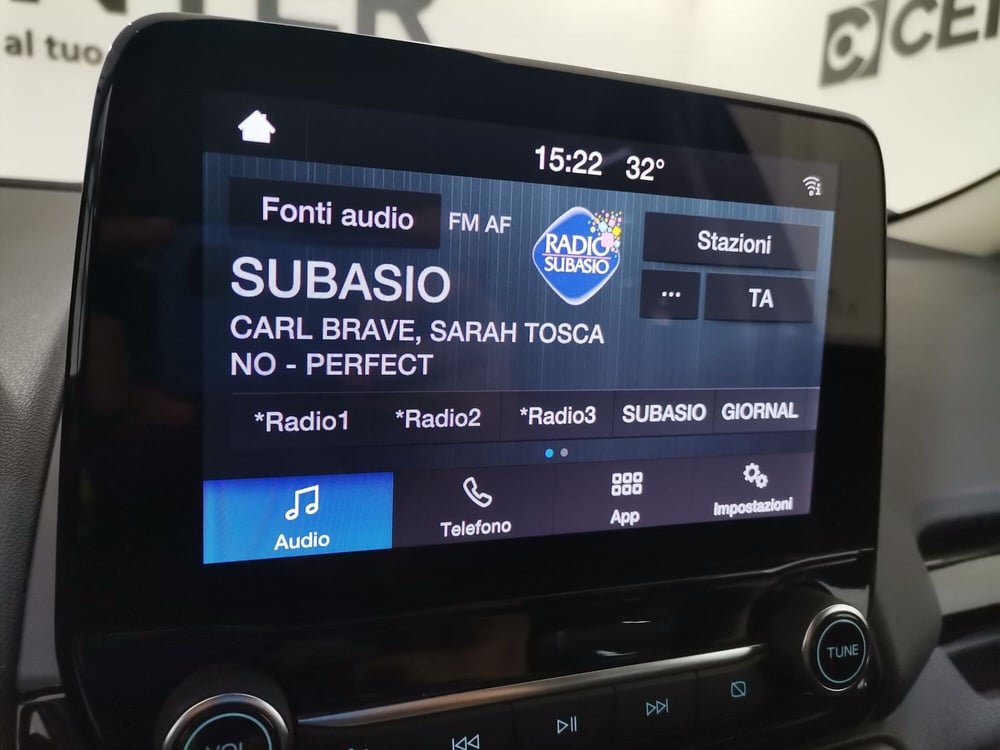 al tuo
CEN
15:22 32°
Fonti audio
FM AF
RADIO
SUBASIO
Stazioni
...
TA
SUBASIO
CARL BRAVE, SARAH TOSCA
NO - PERFECT
*Radio1 *Radio2 *Radio3 SUBASIO GIORNAL
Audio Telefono App Impostazioni
TUNE
VOL